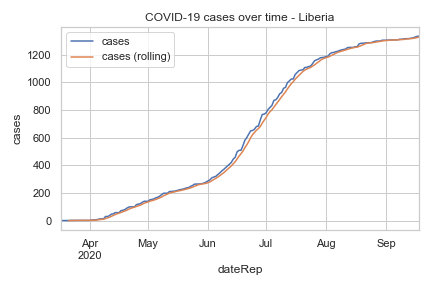 COVID-19 cases over time - Liberia
cases
cases (rolling)
1200
1000
800
600
400
200
0
cases
Apr May Jun Jul Aug Sep
2020
dateRep